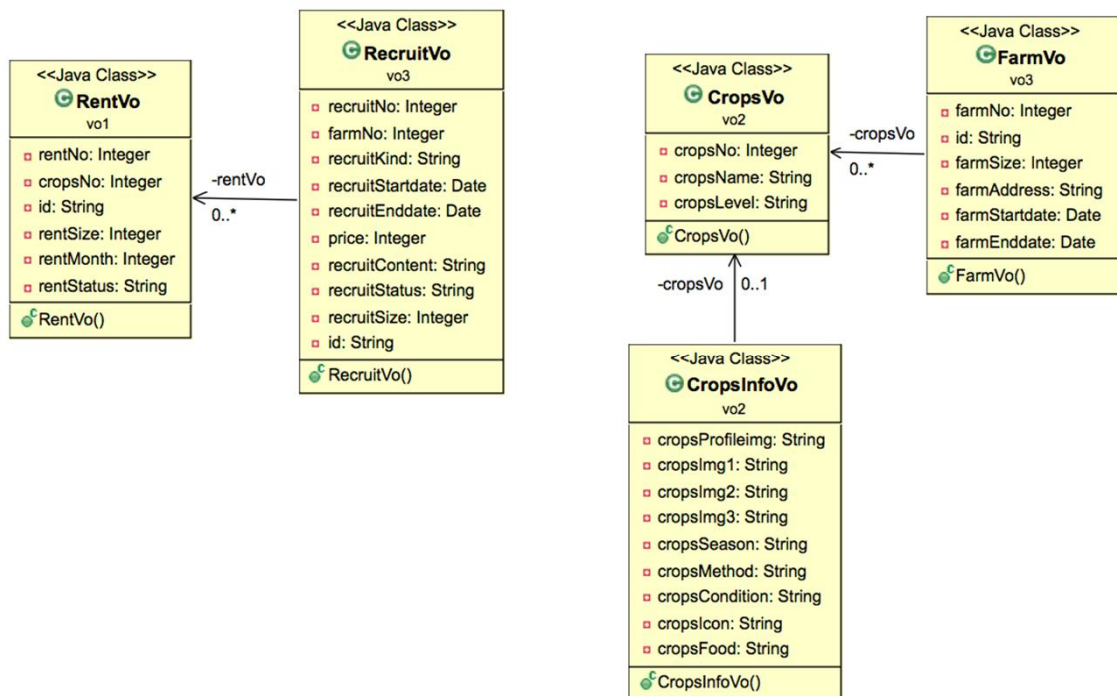 <<Java Class>>
RentVo
vo1
rentNo: Integer
cropsNo: Integer
id: String
rentSize: Integer
rentMonth: Integer
rentStatus: String
RentVo()
-rentVo
0..*
<<Java Class>>
RecruitVo
vo3
recruitNo: Integer
farmNo: Integer
recruitKind: String
recruitStartdate: Date
recruitEnddate: Date
price: Integer
recruitContent: String
recruitStatus: String
recruitSize: Integer
id: String
RecruitVo()
<<Java Class>>
CropsVo
vo2
cropsNo: Integer
cropsName: String
cropsLevel: String
CropsVo()
-cropsVo
0..*
<<Java Class>>
FarmVo
vo3
farmNo: Integer
id: String
farmSize: Integer
farmAddress: String
farmStartdate: Date
farmEnddate: Date
FarmVo()
-cropsVo 0..1
<<Java Class>>
CropsInfoVo
vo2
cropsProfileimg: String
cropsImg1: String
cropsImg2: String
cropsImg3: String
cropsSeason: String
cropsMethod: String
cropsCondition: String
cropsIcon: String
cropsFood: String
CropsInfoVo()